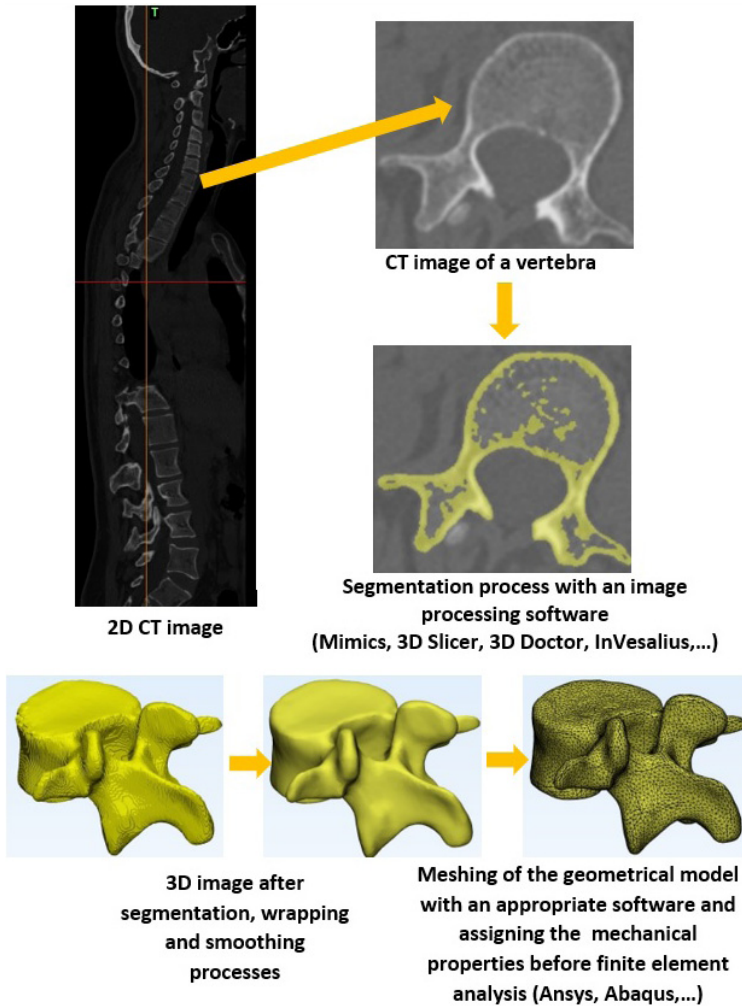 T
CT image of a vertebra
2D CT image
Segmentation process with an image
processing software
(Mimics, 3D Slicer, 3D Doctor, InVesalius,...)
3D image after
segmentation, wrapping
and smoothing
processes
Meshing of the geometrical model
with an appropriate software and
assigning the mechanical
properties before finite element
analysis (Ansys, Abaqus,...)